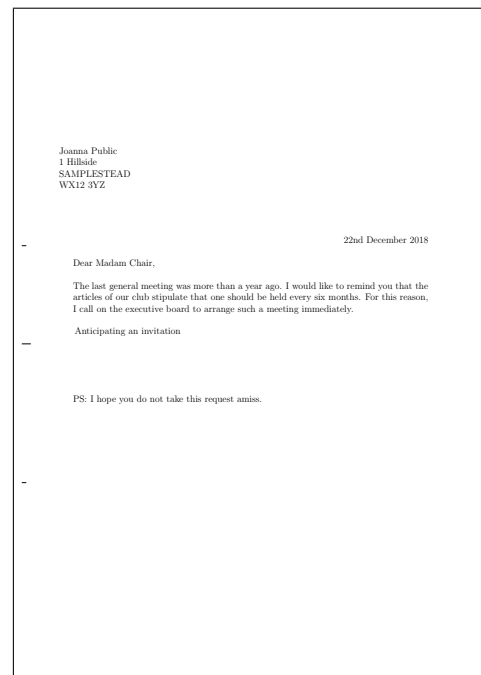 Joanna Public
1 Hillside
SAMPLESTEAD
WX12 3YZ
22nd December 2018
Dear Madam Chair,
The last general meeting was more than a year ago. I would like to remind you that the
articles of our club stipulate that one should be held every six months. For this reason,
I call on the executive board to arrange such a meeting immediately.
Anticipating an invitation
PS: I hope you do not take this request amiss.